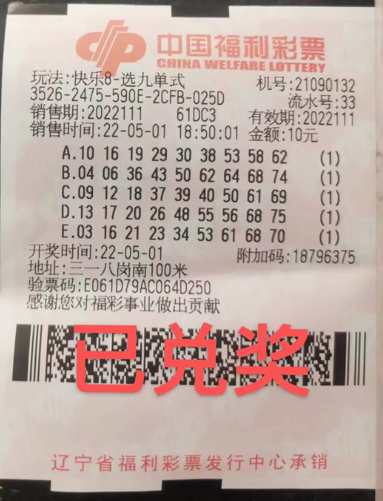 中国福利彩票
CHINA WELFARE LOTTERY
玩法:快乐8-选九单式 机号:21090132
3526-2475-590E-2CFB-025D 流水号:33
销售期:2022111 61DC3 有效期:2022111
销售时间:22-05-01 18:50:01 金额:10元
A.10 16 19 29 30 38 53 58 62 (1)
B.04 06 36 43 50 62 64 68 74 (1)
C.09 12 18 37 39 40 50 61 69 (1)
D.13 17 20 26 48 55 56 68 75 (1)
E.03 16 21 23 34 53 61 68 70 (1)
开奖时间:22-05-01 附加码:18796375
地址:三一八岗南100米
验票码:E061D79AC064D250
感谢您对福彩事业做出贡献
已兑奖
辽宁省福利彩票发行中心承销